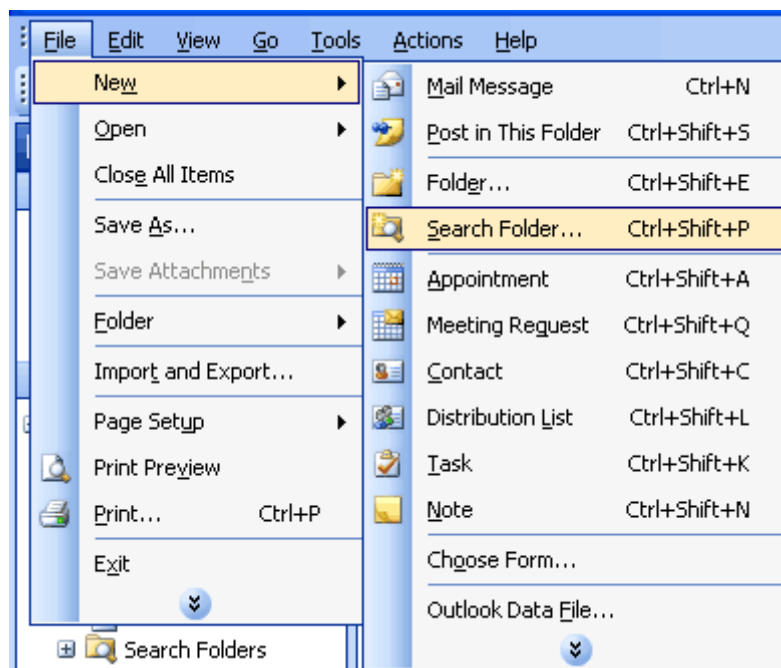 File Edit View Go Tools Actions Help
New
Open
Close All Items
Save As...
Save Attachments
Folder
Import and Export...
Page Setup
Print Preview
Print... Ctrl+P
Exit
Mail Message Ctrl+N
Post in This Folder Ctrl+Shift+S
Folder... Ctrl+Shift+E
Search Folder... Ctrl+Shift+P
Appointment Ctrl+Shift+A
Meeting Request Ctrl+Shift+Q
Contact Ctrl+Shift+C
Distribution List Ctrl+Shift+L
Task Ctrl+Shift+K
Note Ctrl+Shift+N
Choose Form...
Outlook Data File...
Search Folders